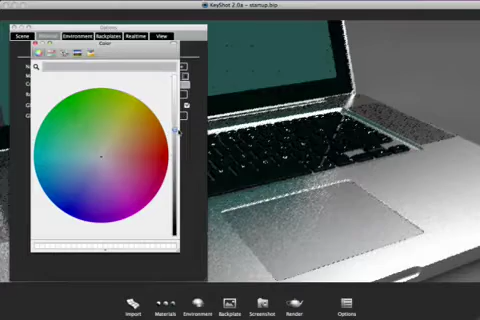 KeyShot 2.0a - startup.bip
Options
Scene Material Environment Backplates Realtime View
Color
Import Materials Environment Backplate Screenshot Render Options